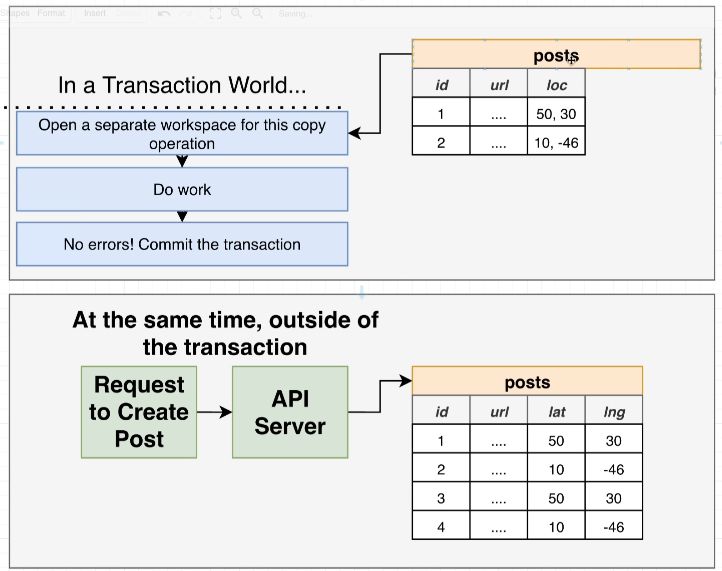 Shapes Format Insert Saving...
In a Transaction World...
posts
id url loc
1 .... 50, 30
2 .... 10, -46
Open a separate workspace for this copy
operation
Do work
No errors! Commit the transaction
At the same time, outside of
the transaction
Request
to Create
Post
API
Server
posts
id url lat lng
1 .... 50 30
2 .... 10 -46
3 .... 50 30
4 .... 10 -46